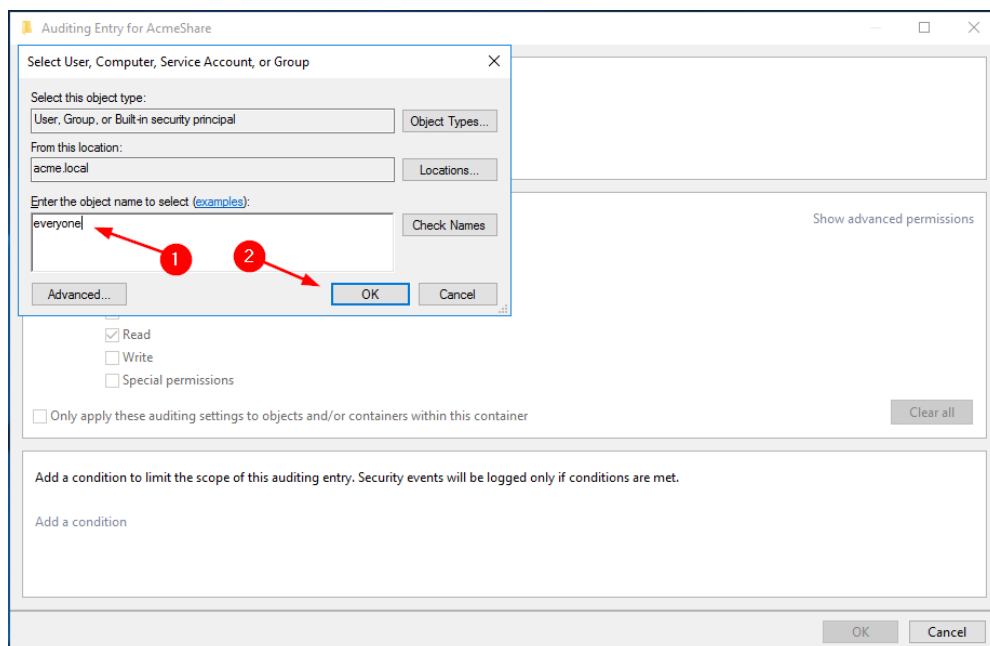 Auditing Entry for AcmeShare
Select User, Computer, Service Account, or Group
Select this object type:
User, Group, or Built-in security principal
Object Types...
From this location:
acme.local
Locations...
Enter the object name to select (examples):
everyone
Check Names
1
2
Advanced...
OK
Cancel
Show advanced permissions
Read
Write
Special permissions
Only apply these auditing settings to objects and/or containers within this container
Clear all
Add a condition to limit the scope of this auditing entry. Security events will be logged only if conditions are met.
Add a condition
OK
Cancel